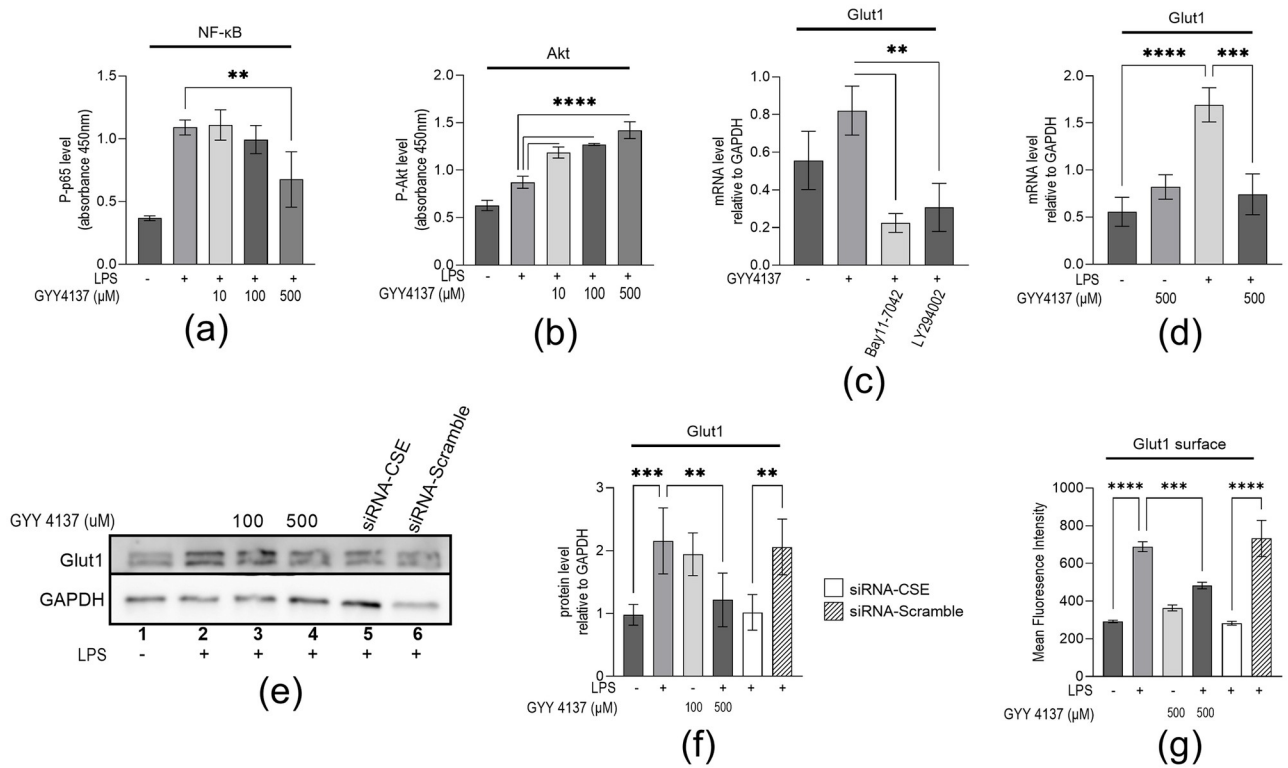 NF-κB
**
P-p65 level
(absorbance 450nm)
1.5
1.0
0.5
0.0
LPS - + + + +
GYY4137 (µM) 10 100 500
(a)
Akt
****
P-Akt level
(absorbance 450nm)
2.0
1.5
1.0
0.5
0.0
LPS - + + + +
GYY4137 (µM) 10 100 500
(b)
Glut1
**
mRNA level
relative to GAPDH
1.0
0.8
0.6
0.4
0.2
0.0
GYY4137 - + + +
Bay11-7042
LY294002
(c)
Glut1
**** ***
mRNA level
relative to GAPDH
2.0
1.5
1.0
0.5
0.0
LPS - - + +
GYY4137 (µM) 500 500
(d)
siRNA-CSE
siRNA-Scramble
GYY 4137 (uM) 100 500
Glut1
GAPDH
1 2 3 4 5 6
LPS - + + + + +
(e)
Glut1
*** ** **
protein level
relative to GAPDH
3
2
1
0
LPS - + - + + +
GYY 4137 (µM) 100 500
(f)
siRNA-CSE
siRNA-Scramble
Glut1 surface
**** *** ****
Mean Fluoresence Intensity
1000
800
600
400
200
0
LPS - + - + + +
GYY 4137 (µM) 500 500
(g)